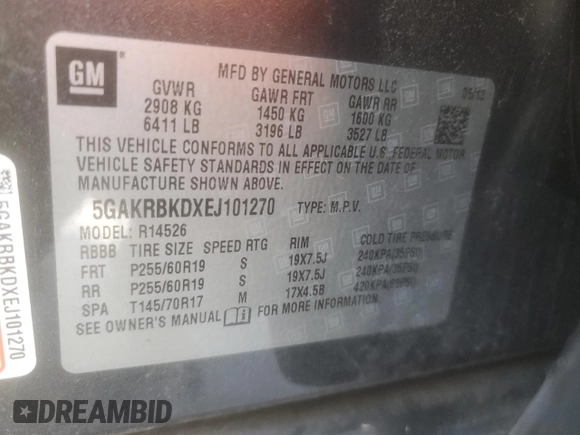 GM
MFD BY GENERAL MOTORS LLC
05/13
GVWR GAWR FRT GAWR RR
2908 KG 1450 KG 1600 KG
6411 LB 3196 LB 3527 LB
THIS VEHICLE CONFORMS TO ALL APPLICABLE U.S. FEDERAL MOTOR
VEHICLE SAFETY STANDARDS IN EFFECT ON THE DATE OF
MANUFACTURE SHOWN ABOVE.
5GAKRBKDXEJ101270 TYPE: M.P.V.
MODEL: R14526
RBBB TIRE SIZE SPEED RTG RIM COLD TIRE PRESSURE
FRT P255/60R19 S 19X7.5J 240KPA(35PSI)
RR P255/60R19 S 19X7.5J 240KPA(35PSI)
SPA T145/70R17 M 17X4.5B 420KPA(60PSI)
SEE OWNER'S MANUAL FOR MORE INFORMATION.
5GAKRBKDXEJ101270
DREAMBID